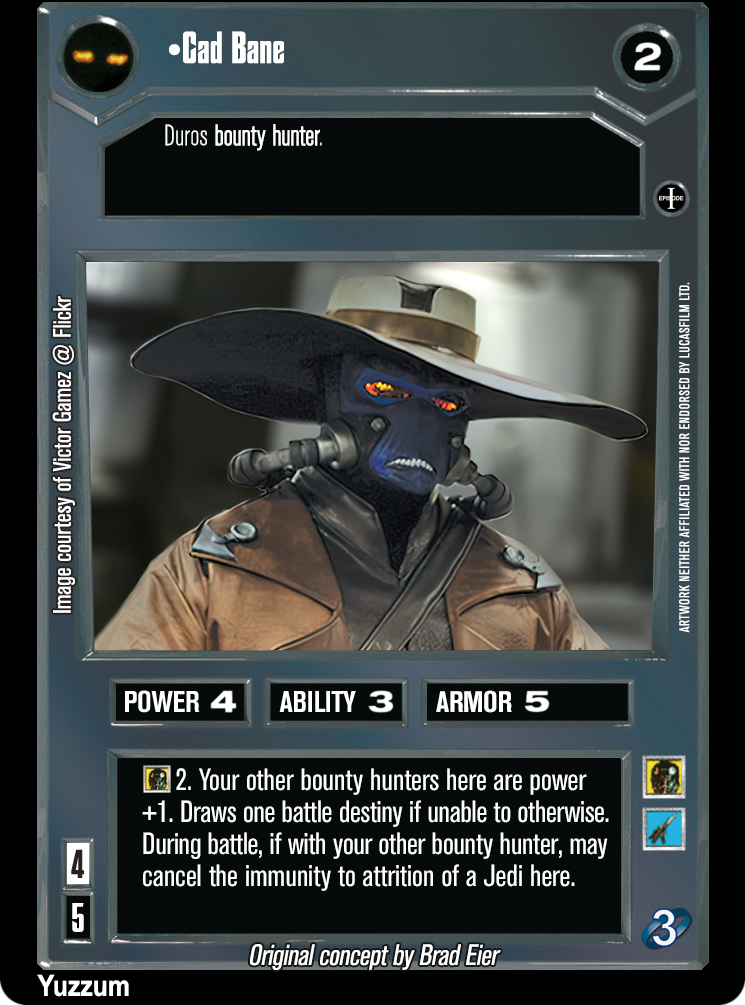 •Cad Bane
2
Duros bounty hunter.
EPISODE I
Image courtesy of Victor Gamez @ Flickr
ARTWORK NEITHER AFFILIATED WITH NOR ENDORSED BY LUCASFILM LTD.
POWER 4
ABILITY 3
ARMOR 5
2. Your other bounty hunters here are power
+1. Draws one battle destiny if unable to otherwise.
During battle, if with your other bounty hunter, may
cancel the immunity to attrition of a Jedi here.
4
5
3
Original concept by Brad Eier
Yuzzum